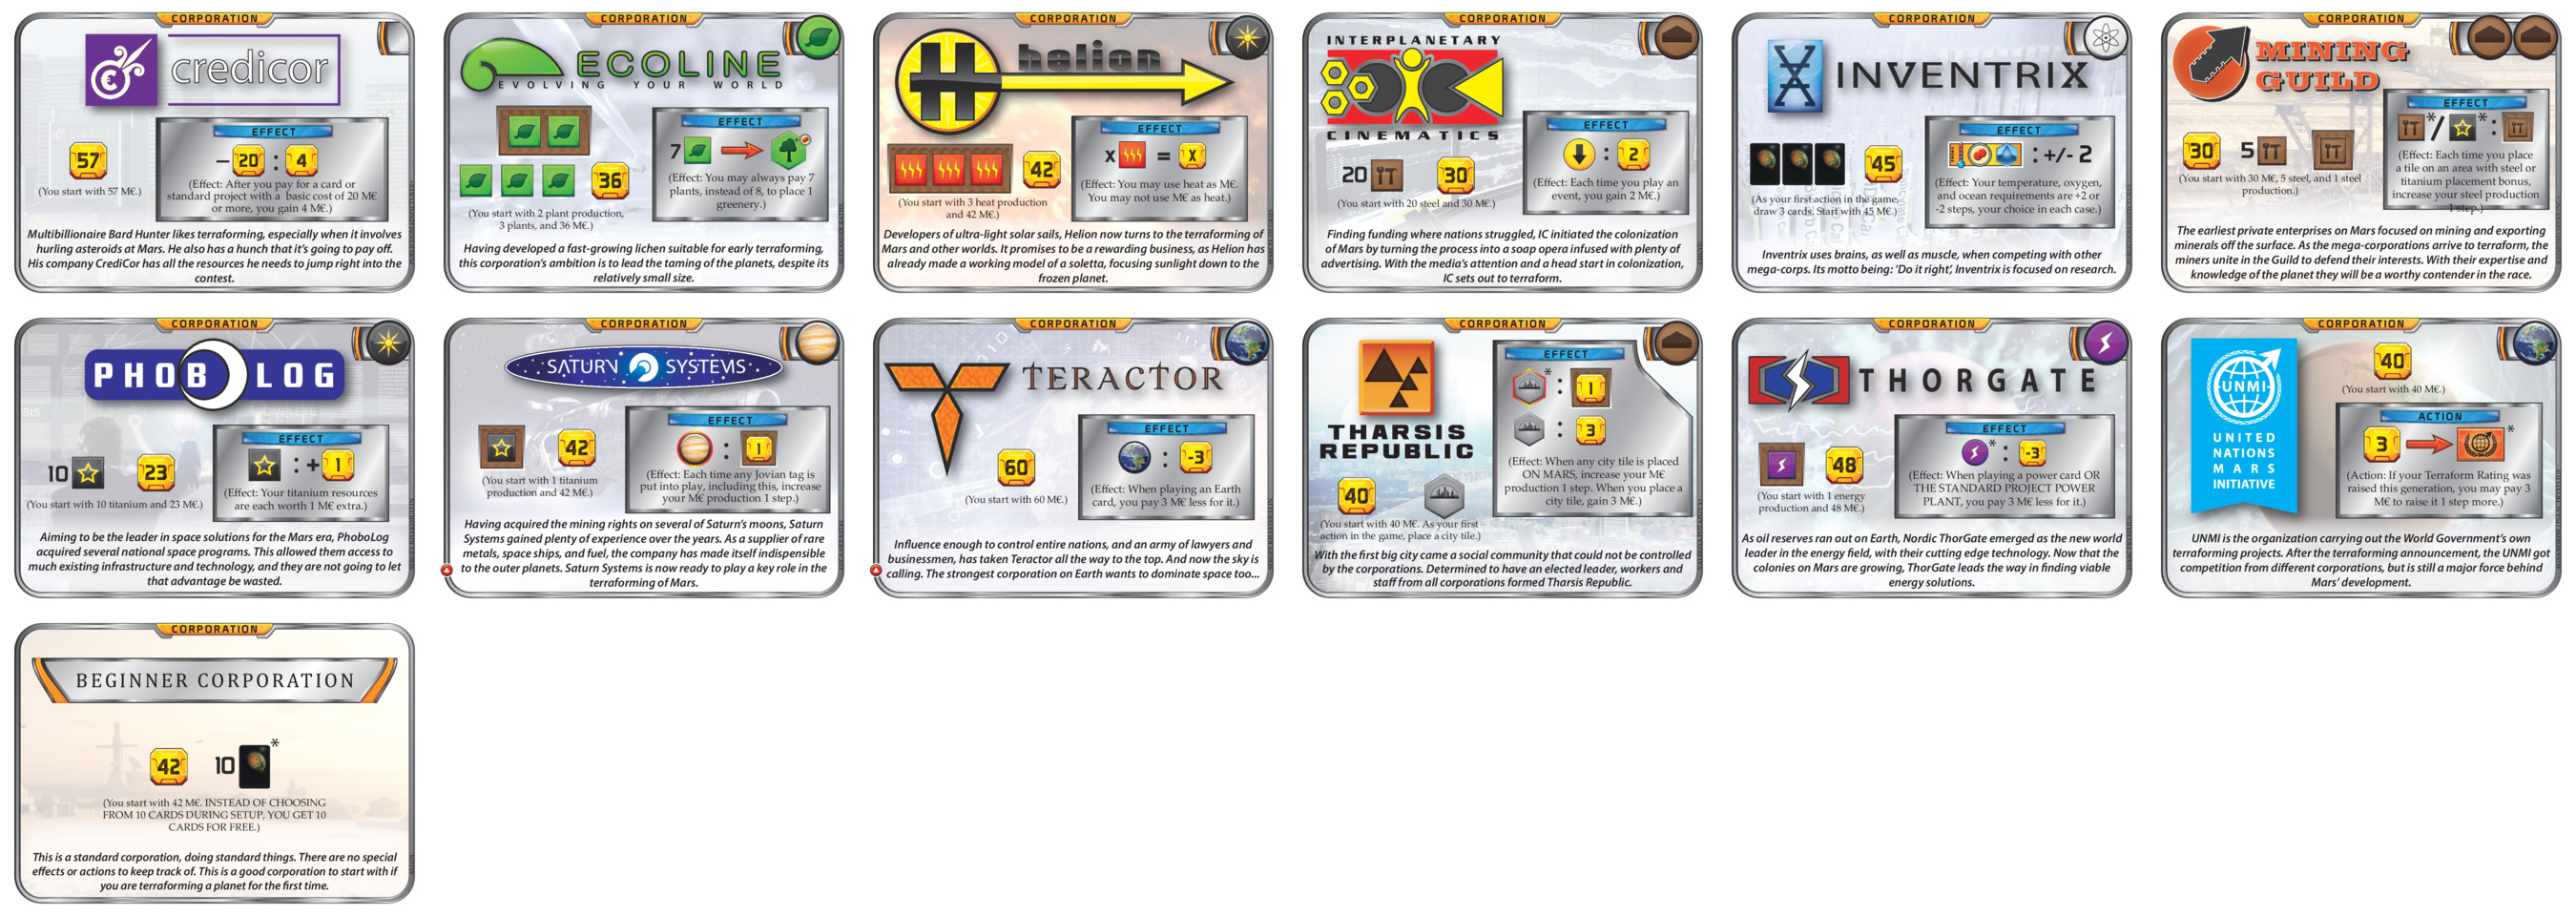 CORPORATION
credicor
EFFECT
57
- 20 : 4
(You start with 57 M€.)
(Effect: After you pay for a card or
standard project with a basic cost of 20 M€
or more, you gain 4 M€.)
Multibillionaire Bard Hunter likes terraforming, especially when it involves
hurling asteroids at Mars. He also has a hunch that it's going to pay off.
His company CrediCor has all the resources he needs to jump right into the
contest.
CORPORATION
ECOLINE
EVOLVING YOUR WORLD
EFFECT
7
36
(You start with 2 plant production,
3 plants, and 36 M€.)
(Effect: You may always pay 7
plants, instead of 8, to place 1
greenery.)
Having developed a fast-growing lichen suitable for early terraforming,
this corporation's ambition is to lead the taming of the planets, despite its
relatively small size.
CORPORATION
H
helion
EFFECT
42
x = x
(You start with 3 heat production
and 42 M€.)
(Effect: You may use heat as M€.
You may not use M€ as heat.)
Developers of ultra-light solar sails, Helion now turns to the terraforming of
Mars and other worlds. It promises to be a rewarding business, as Helion has
already made a working model of a soletta, focusing sunlight down to the
frozen planet.
CORPORATION
INTERPLANETARY
CINEMATICS
EFFECT
: 2
20
30
(You start with 20 steel and 30 M€.)
(Effect: Each time you play an
event, you gain 2 M€.)
Finding funding where nations struggled, IC initiated the colonization
of Mars by turning the process into a soap opera infused with plenty of
advertising. With the media's attention and a head start in colonization,
IC sets out to terraform.
CORPORATION
INVENTRIX
EFFECT
45
: +/- 2
(As your first action in the game,
draw 3 cards. Start with 45 M€.)
(Effect: Your temperature, oxygen,
and ocean requirements are +2 or
-2 steps, your choice in each case.)
Inventrix uses brains, as well as muscle, when competing with other
mega-corps. Its motto being: 'Do it right', Inventrix is focused on research.
CORPORATION
MINING
GUILD
EFFECT
* / * :
30 5
(You start with 30 M€, 5 steel, and 1 steel
production.)
(Effect: Each time you place
a tile on an area with steel or
titanium placement bonus,
increase your steel production
1 step.)
The earliest private enterprises on Mars focused on mining and exporting
minerals off the surface. As the mega-corporations arrive to terraform, the
miners unite in the Guild to defend their interests. With their expertise and
knowledge of the planet they will be a worthy contender in the race.
CORPORATION
PHOBOLOG
EFFECT
10
23
: + 1
(You start with 10 titanium and 23 M€.)
(Effect: Your titanium resources
are each worth 1 M€ extra.)
Aiming to be the leader in space solutions for the Mars era, PhoboLog
acquired several national space programs. This allowed them access to
much existing infrastructure and technology, and they are not going to let
that advantage be wasted.
CORPORATION
SATURN SYSTEMS
EFFECT
42
: 1
(You start with 1 titanium
production and 42 M€.)
(Effect: Each time any Jovian tag is
put into play, including this, increase
your M€ production 1 step.)
Having acquired the mining rights on several of Saturn's moons, Saturn
Systems gained plenty of experience over the years. As a supplier of rare
metals, space ships, and fuel, the company has made itself indispensible
to the outer planets. Saturn Systems is now ready to play a key role in the
terraforming of Mars.
CORPORATION
TERACTOR
EFFECT
60
: -3
(You start with 60 M€.)
(Effect: When playing an Earth
card, you pay 3 M€ less for it.)
Influence enough to control entire nations, and an army of lawyers and
businessmen, has taken Teractor all the way to the top. And now the sky is
calling. The strongest corporation on Earth wants to dominate space too...
CORPORATION
THARSIS
REPUBLIC
EFFECT
* : 1
: 3
40
(You start with 40 M€. As your first
action in the game, place a city tile.)
(Effect: When any city tile is placed
ON MARS, increase your M€
production 1 step. When you place a
city tile, gain 3 M€.)
With the first big city came a social community that could not be controlled
by the corporations. Determined to have an elected leader, workers and
staff from all corporations formed Tharsis Republic.
CORPORATION
THORGATE
EFFECT
48
* : -3
(You start with 1 energy
production and 48 M€.)
(Effect: When playing a power card OR
THE STANDARD PROJECT POWER
PLANT, you pay 3 M€ less for it.)
As oil reserves ran out on Earth, Nordic ThorGate emerged as the new world
leader in the energy field, with their cutting edge technology. Now that the
colonies on Mars are growing, ThorGate leads the way in finding viable
energy solutions.
CORPORATION
UNMI
UNITED
NATIONS
MARS
INITIATIVE
40
(You start with 40 M€.)
ACTION
3 *
(Action: If your Terraform Rating was
raised this generation, you may pay 3
M€ to raise it 1 step more.)
UNMI is the organization carrying out the World Government's own
terraforming projects. After the terraforming announcement, the UNMI got
competition from different corporations, but is still a major force behind
Mars' development.
CORPORATION
BEGINNER CORPORATION
42 10 *
(You start with 42 M€. INSTEAD OF CHOOSING
FROM 10 CARDS DURING SETUP, YOU GET 10
CARDS FOR FREE.)
This is a standard corporation, doing standard things. There are no special
effects or actions to keep track of. This is a good corporation to start with if
you are terraforming a planet for the first time.